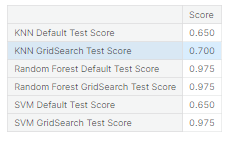 Score
KNN Default Test Score 0.650
KNN GridSearch Test Score 0.700
Random Forest Default Test Score 0.975
Random Forest GridSearch Test Score 0.975
SVM Default Test Score 0.650
SVM GridSearch Test Score 0.975